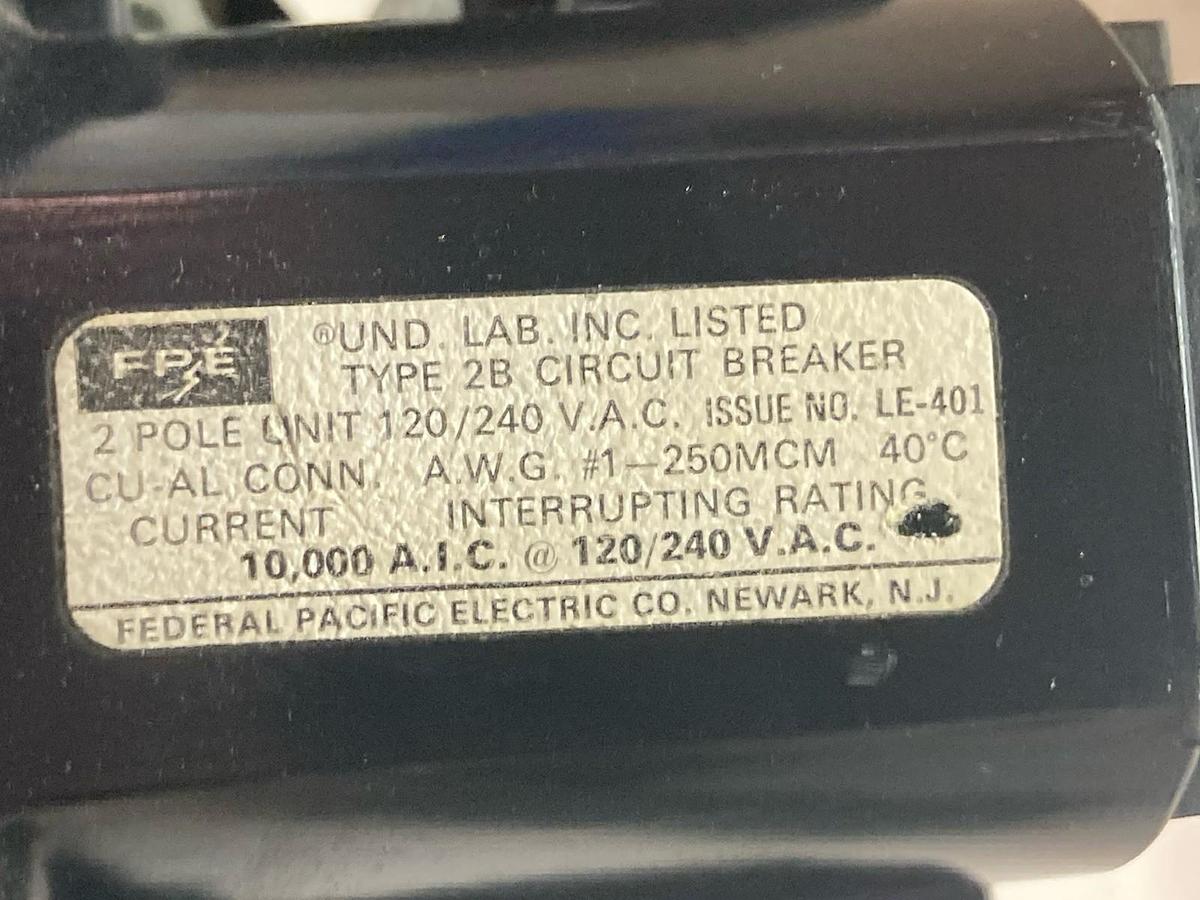 FPE
®UND. LAB. INC. LISTED
TYPE 2B CIRCUIT BREAKER
2 POLE UNIT 120/240 V.A.C. ISSUE NO. LE-401
CU-AL CONN. A.W.G. #1—250MCM 40°C
CURRENT INTERRUPTING RATING
10,000 A.I.C. @ 120/240 V.A.C.
FEDERAL PACIFIC ELECTRIC CO. NEWARK, N.J.